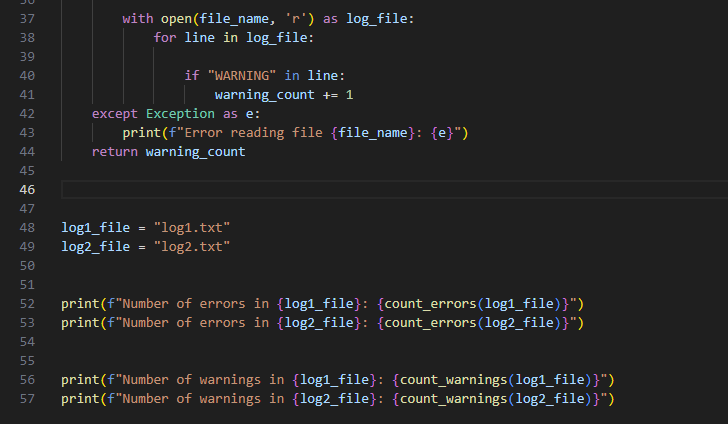 37 with open(file_name, 'r') as log_file:
38 for line in log_file:
39
40 if "WARNING" in line:
41 warning_count += 1
42 except Exception as e:
43 print(f"Error reading file {file_name}: {e}")
44 return warning_count
45
46
47
48 log1_file = "log1.txt"
49 log2_file = "log2.txt"
50
51
52 print(f"Number of errors in {log1_file}: {count_errors(log1_file)}")
53 print(f"Number of errors in {log2_file}: {count_errors(log2_file)}")
54
55
56 print(f"Number of warnings in {log1_file}: {count_warnings(log1_file)}")
57 print(f"Number of warnings in {log2_file}: {count_warnings(log2_file)}")